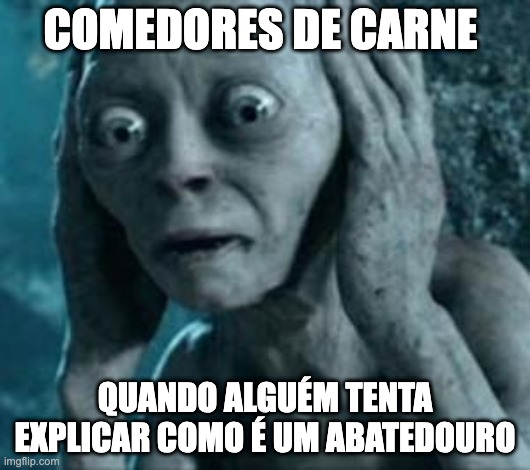 COMEDORES DE CARNE
QUANDO ALGUÉM TENTA
EXPLICAR COMO É UM ABATEDOURO
imgflip.com